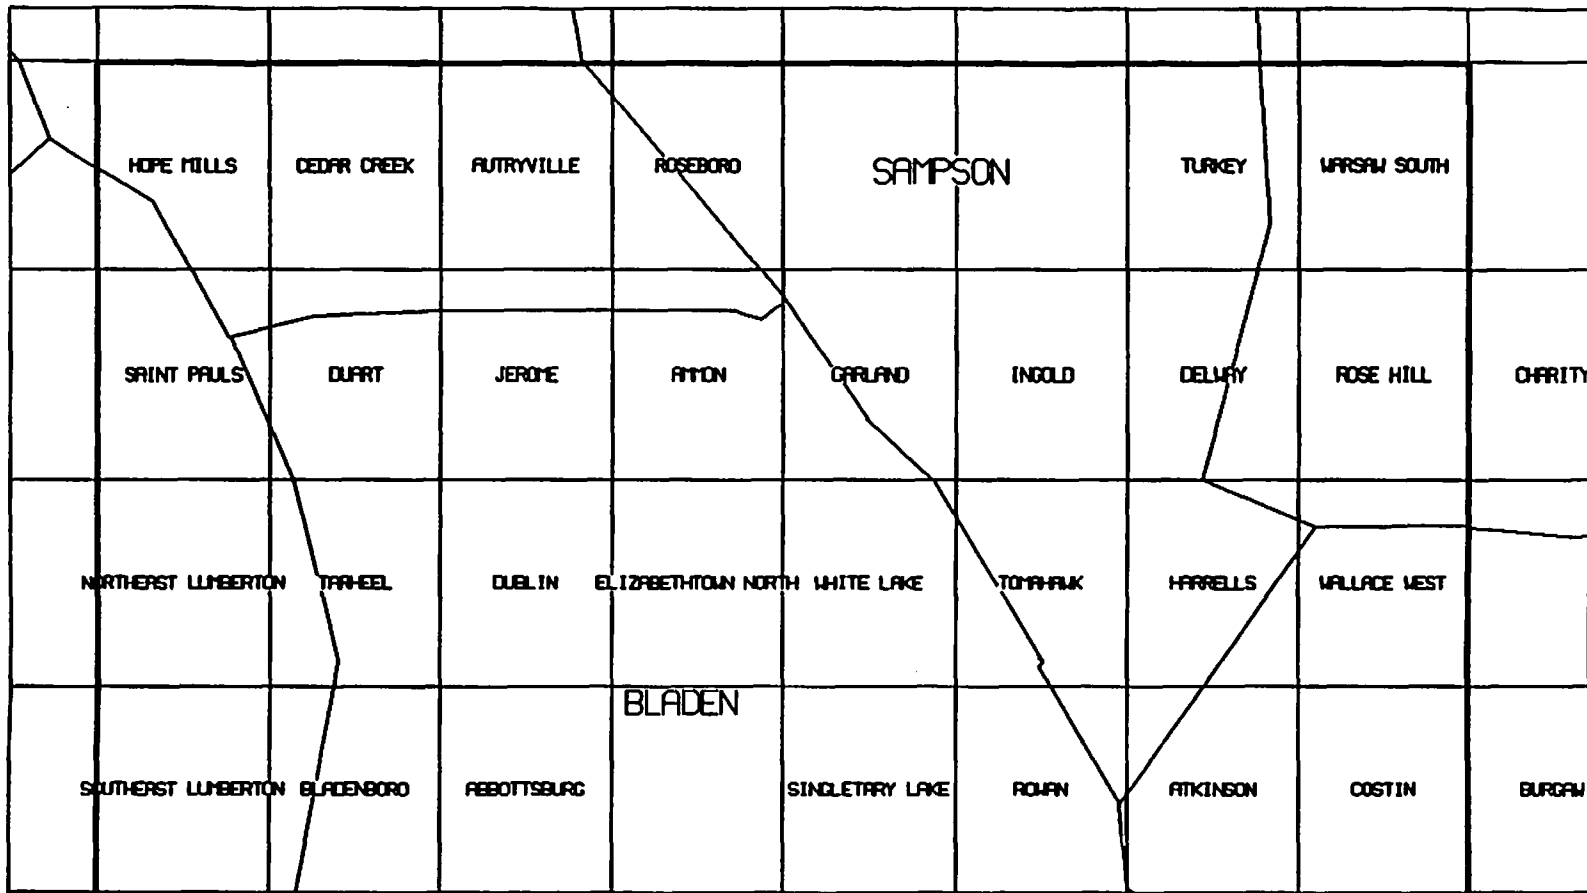 HOPE MILLS CEDAR CREEK AUTRYVILLE ROSEBORO SAMPSON TURKEY WARSAW SOUTH
SAINT PAULS DUART JEROME AMMON GARLAND INGOLD DELWAY ROSE HILL CHARITY
NORTHEAST LUMBERTON TARHEEL DUBLIN ELIZABETHTOWN NORTH WHITE LAKE TOMAHAWK HARRELLS WALLACE WEST
BLADEN
SOUTHEAST LUMBERTON BLADENBORO ABBOTTSBURG SINGLETARY LAKE ROWAN ATKINSON COSTIN BURGAW